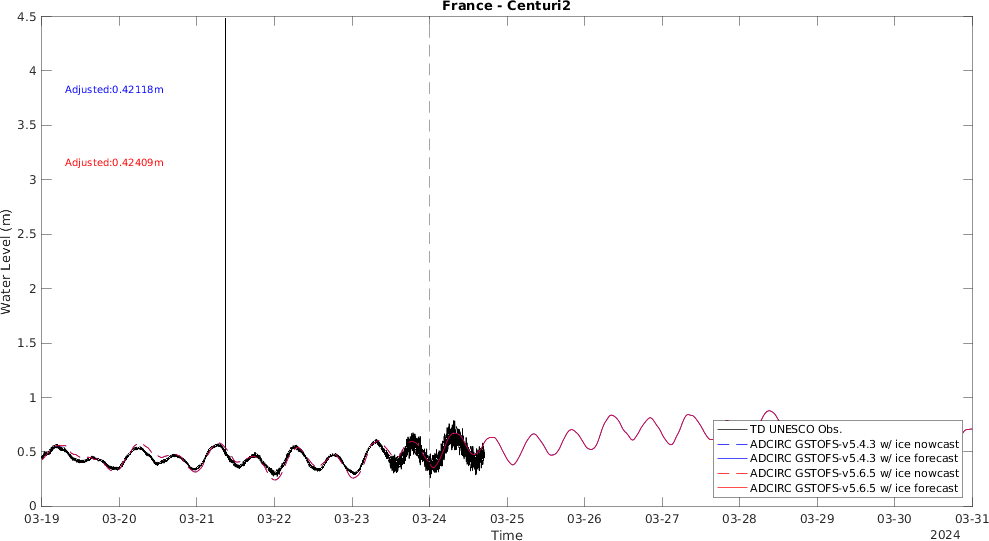 France - Centuri2
4.5
4
3.5
3
2.5
2
1.5
1
0.5
0
Water Level (m)
Adjusted:0.42118m
Adjusted:0.42409m
TD UNESCO Obs.
ADCIRC GSTOFS-v5.4.3 w/ ice nowcast
ADCIRC GSTOFS-v5.4.3 w/ ice forecast
ADCIRC GSTOFS-v5.6.5 w/ ice nowcast
ADCIRC GSTOFS-v5.6.5 w/ ice forecast
03-19 03-20 03-21 03-22 03-23 03-24 03-25 03-26 03-27 03-28 03-29 03-30 03-31
Time
2024